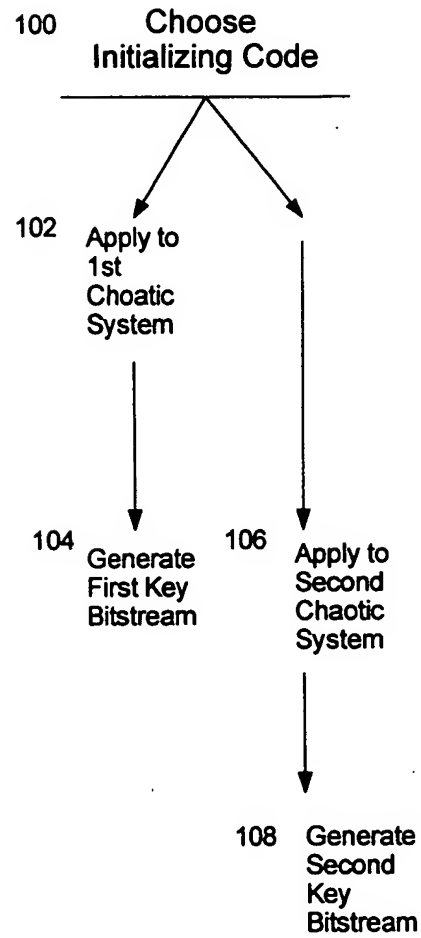 100 Choose
Initializing Code
102 Apply to
1st
Choatic
System
104 Generate
First Key
Bitstream
106 Apply to
Second
Chaotic
System
108 Generate
Second
Key
Bitstream